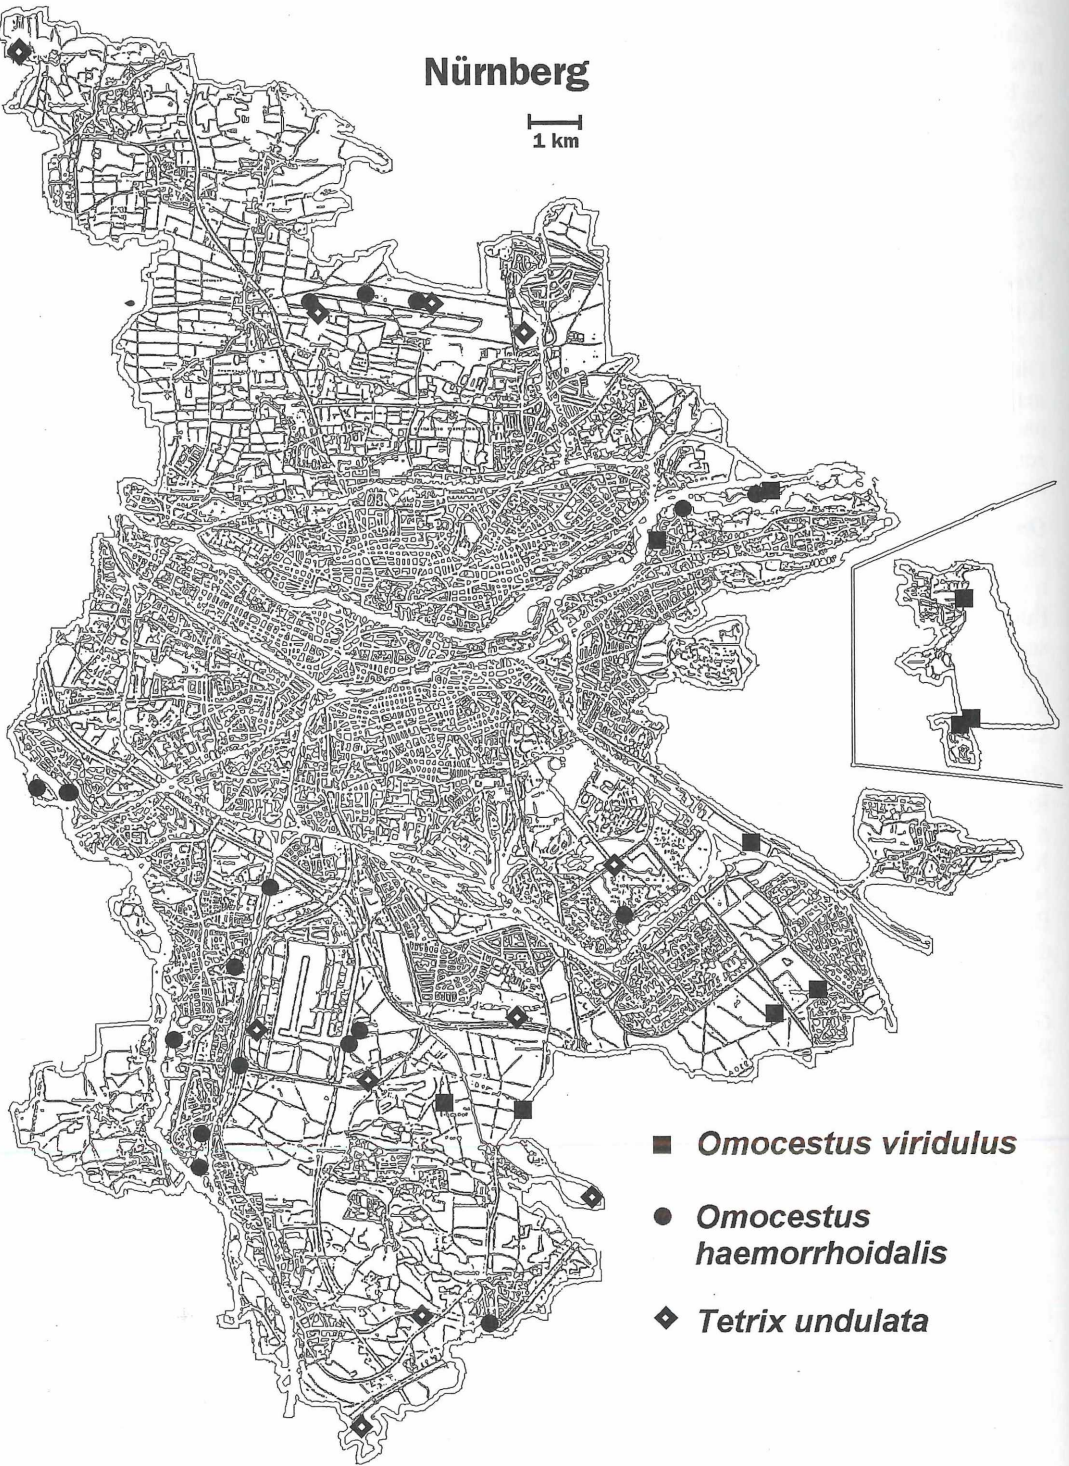 Nürnberg
1 km
Omocestus viridulus
Omocestus
haemorrhoidalis
Tetrix undulata